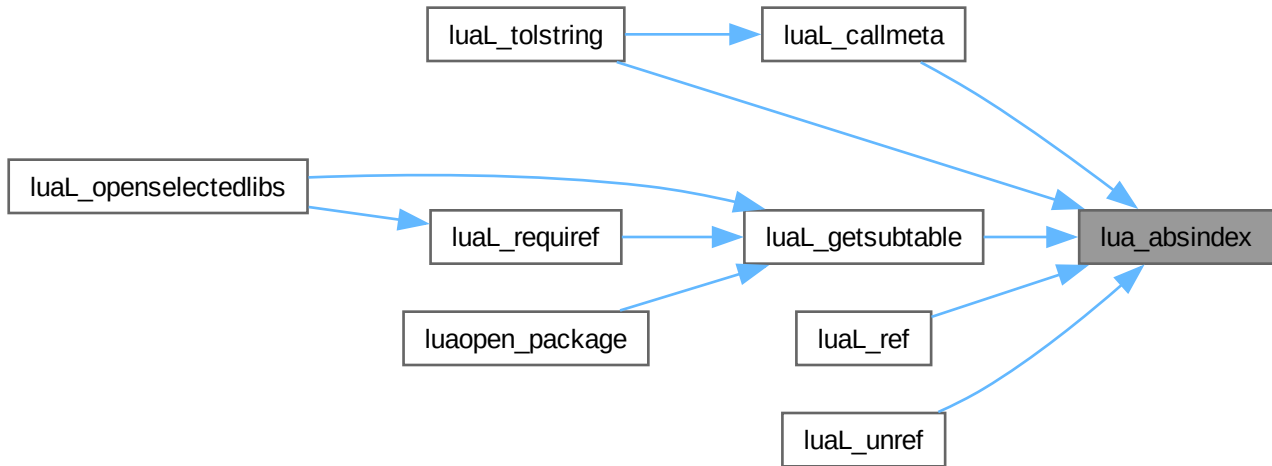 luaL_tolstring
luaL_callmeta
luaL_openselectedlibs
luaL_requiref
luaL_getsubtable
lua_absindex
luaopen_package
luaL_ref
luaL_unref